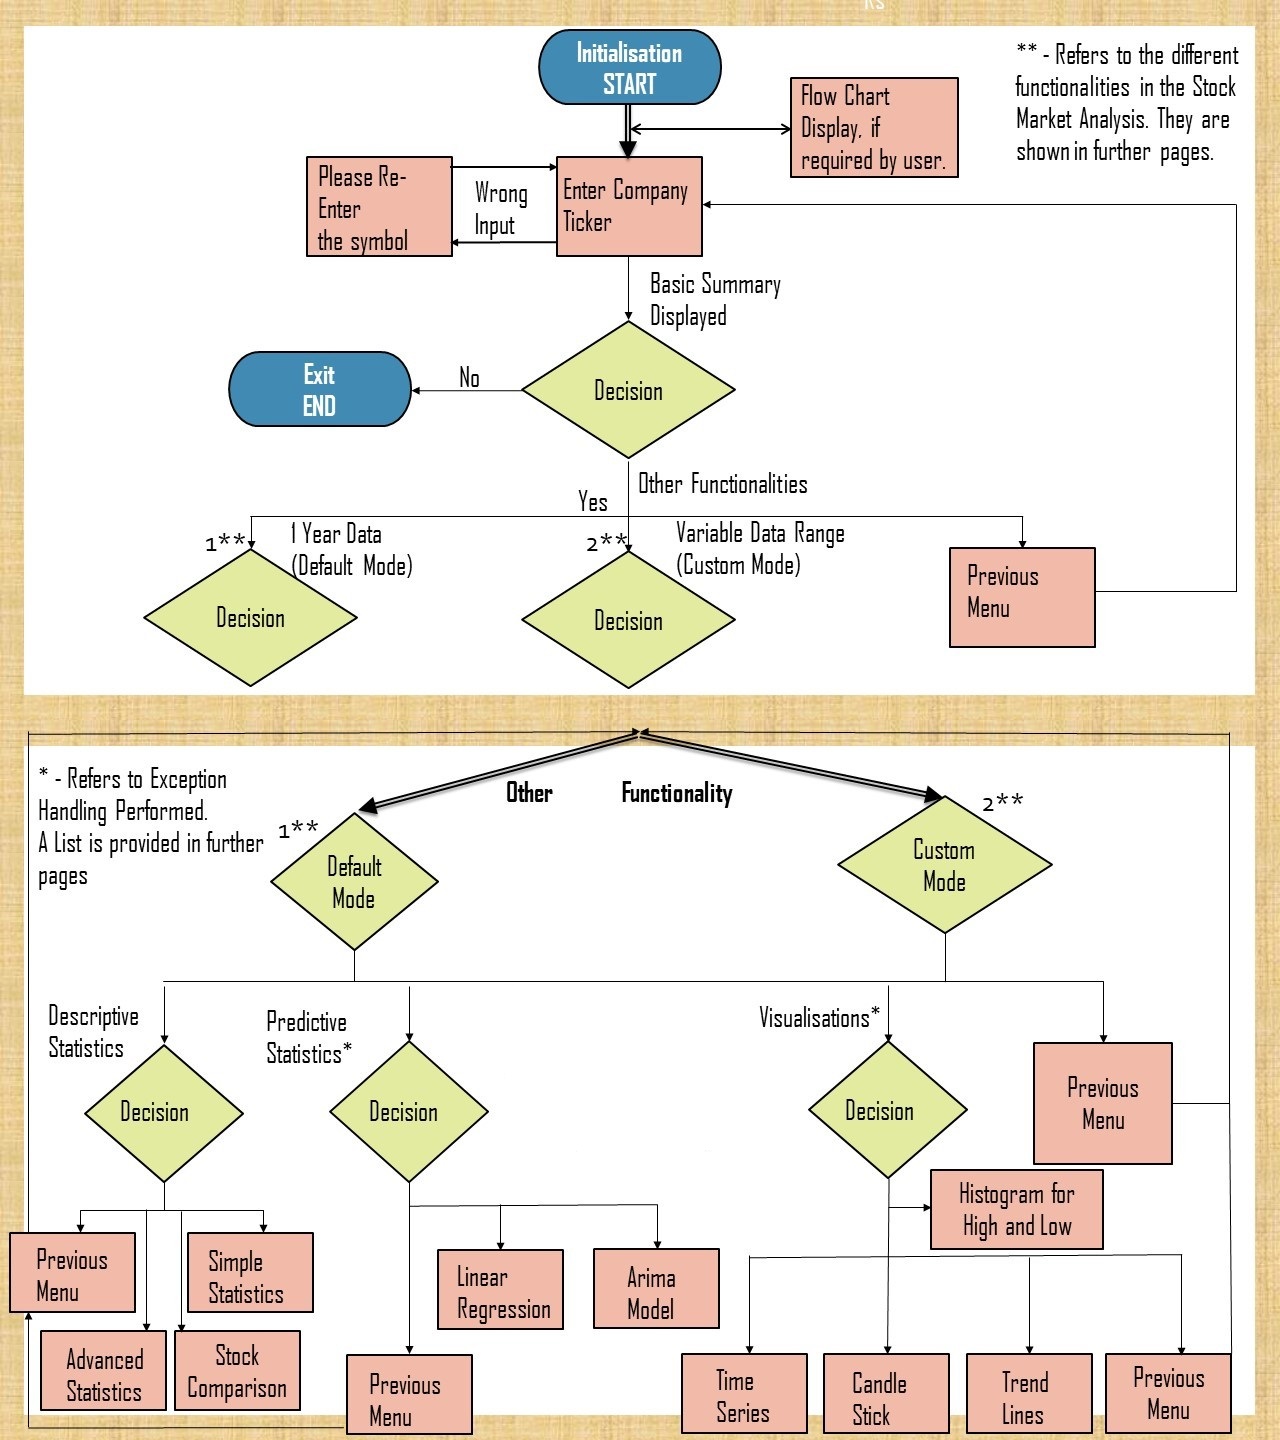 RS
Initialisation
START
** - Refers to the different
functionalities in the Stock
Market Analysis. They are
shown in further pages.
Flow Chart
Display, if
required by user.
Please Re-
Enter
the symbol
Wrong
Input
Enter Company
Ticker
Basic Summary
Displayed
Exit
END
No
Decision
Other Functionalities
Yes
1**
1 Year Data
(Default Mode)
2**
Variable Data Range
(Custom Mode)
Decision
Decision
Previous
Menu
* - Refers to Exception
Handling Performed.
A List is provided in further
pages
Other Functionality
1**
Default
Mode
2**
Custom
Mode
Descriptive
Statistics
Predictive
Statistics*
Visualisations*
Decision
Decision
Decision
Previous
Menu
Histogram for
High and Low
Previous
Menu
Simple
Statistics
Linear
Regression
Arima
Model
Advanced
Statistics
Stock
Comparison
Previous
Menu
Time
Series
Candle
Stick
Trend
Lines
Previous
Menu